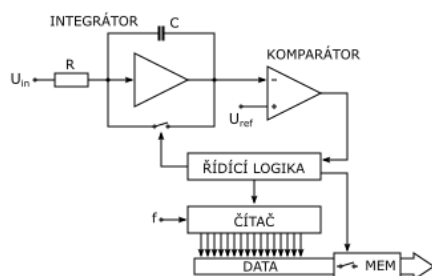 INTEGRÁTOR
C
KOMPARÁTOR
R
U_in
-
+
U_ref
ŘÍDÍCÍ LOGIKA
f
ČÍTAČ
DATA
MEM